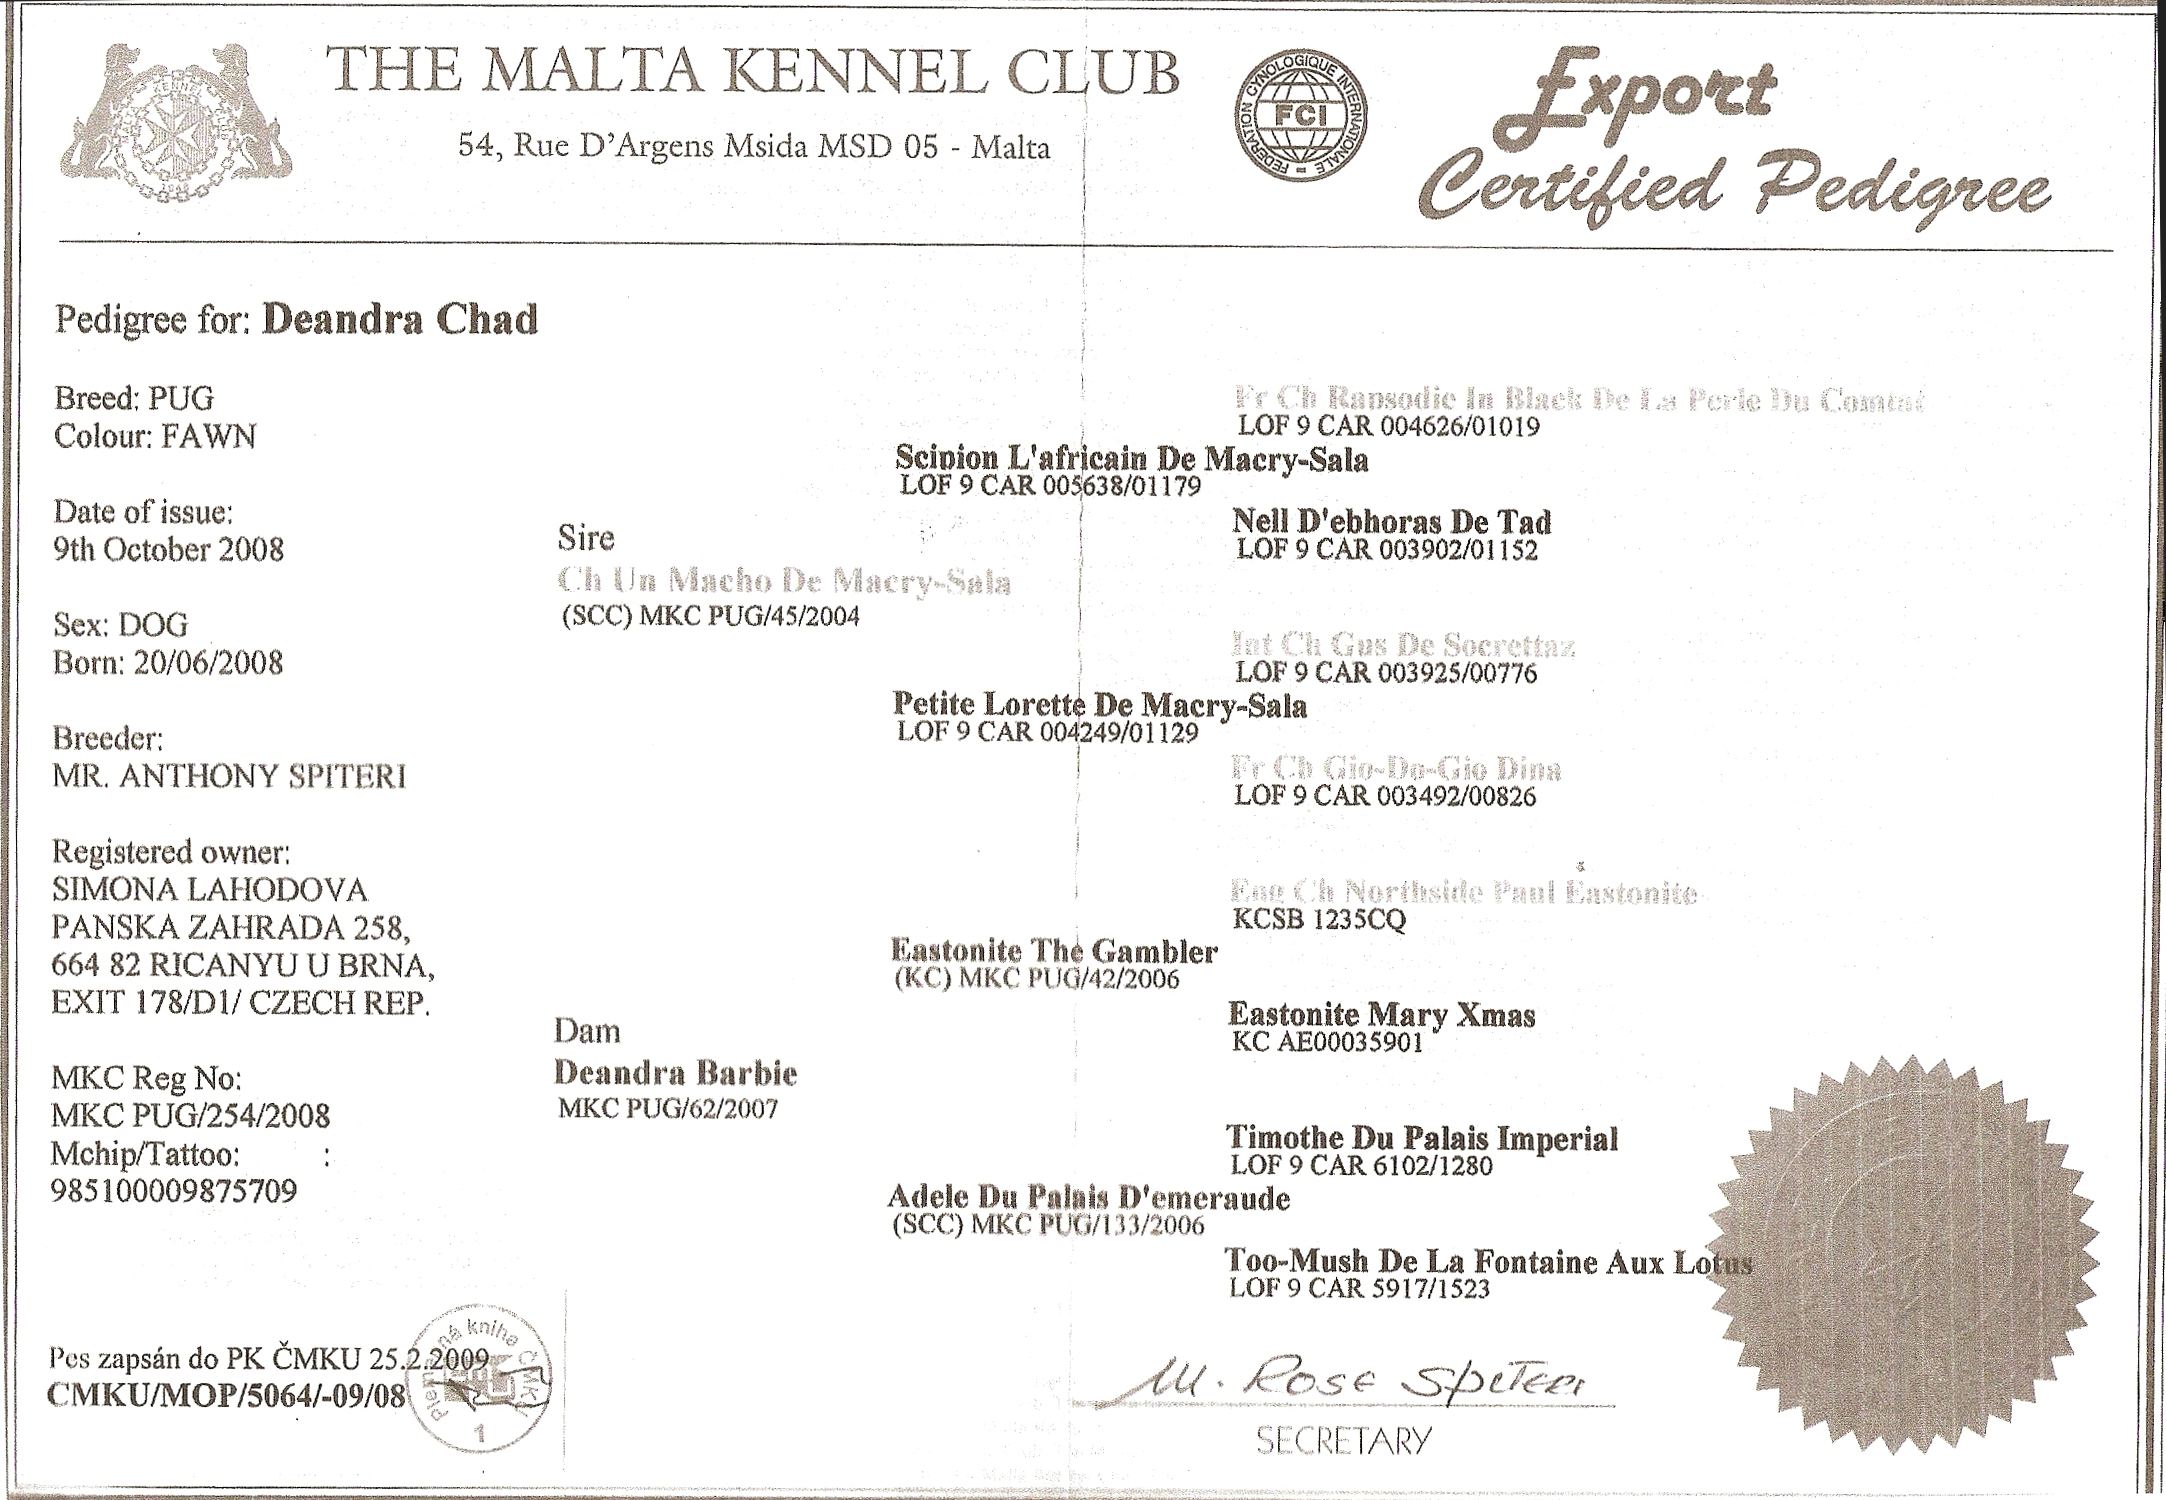 THE MALTA KENNEL CLUB
54, Rue D'Argens Msida MSD 05 - Malta
FEDERATION CYNOLOGIQUE INTERNATIONALE
FCI
Export
Certified Pedigree
Pedigree for: Deandra Chad
Breed: PUG
Colour: FAWN
Date of issue:
9th October 2008
Sex: DOG
Born: 20/06/2008
Breeder:
MR. ANTHONY SPITERI
Registered owner:
SIMONA LAHODOVA
PANSKA ZAHRADA 258,
664 82 RICANYU U BRNA,
EXIT 178/D1/ CZECH REP.
MKC Reg No:
MKC PUG/254/2008
Mchip/Tattoo: :
985100009875709
Sire
Ch Un Macho De Macry-Sala
(SCC) MKC PUG/45/2004
Dam
Deandra Barbie
MKC PUG/62/2007
Scipion L'africain De Macry-Sala
LOF 9 CAR 005638/01179
Petite Lorette De Macry-Sala
LOF 9 CAR 004249/01129
Eastonite The Gambler
(KC) MKC PUG/42/2006
Adele Du Palais D'emeraude
(SCC) MKC PUG/133/2006
Fr Ch Rapsodie In Black De La Perle Du Comtat
LOF 9 CAR 004626/01019
Nell D'ebhoras De Tad
LOF 9 CAR 003902/01152
Int Ch Gus De Socrettaz
LOF 9 CAR 003925/00776
Fr Ch Gio-Do-Gio Dina
LOF 9 CAR 003492/00826
Eng Ch Northside Paul Eastonite
KCSB 1235CQ
Eastonite Mary Xmas
KC AE00035901
Timothe Du Palais Imperial
LOF 9 CAR 6102/1280
Too-Mush De La Fontaine Aux Lotus
LOF 9 CAR 5917/1523
Pes zapsán do PK ČMKU 25.2.2009
CMKU/MOP/5064/-09/08
Plemenná kniha ČMKU
1
M. Rose Spiteri
SECRETARY